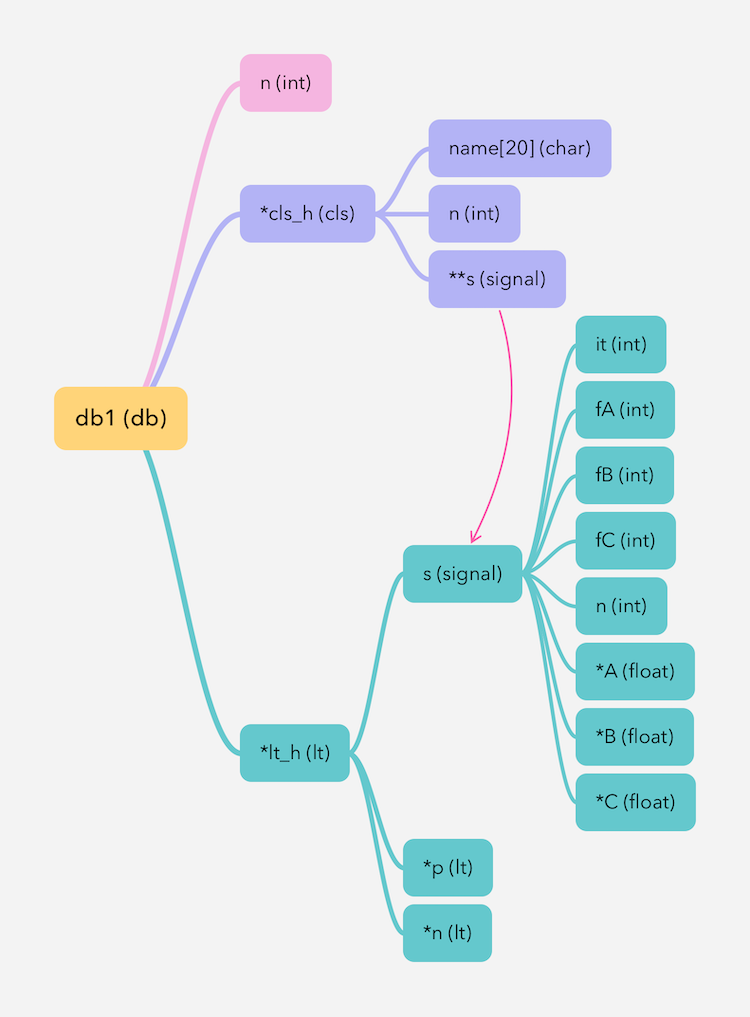 n (int)
name[20] (char)
*cls_h (cls)
n (int)
**s (signal)
it (int)
fA (int)
db1 (db)
fB (int)
fC (int)
s (signal)
n (int)
*A (float)
*B (float)
*lt_h (lt)
*C (float)
*p (lt)
*n (lt)